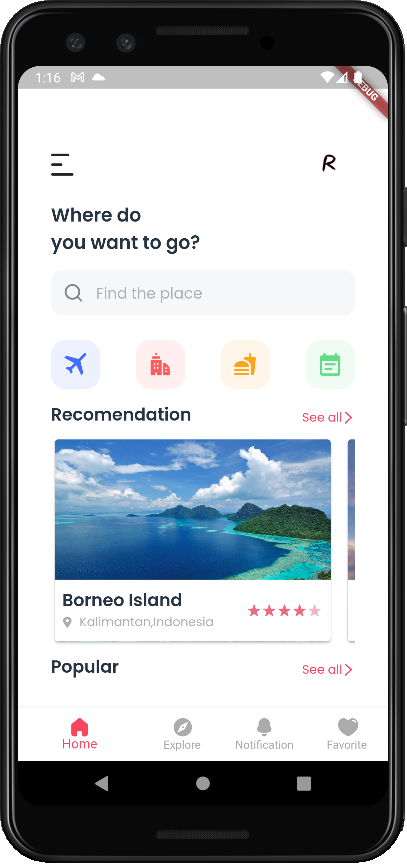 1:16
DEBUG
R
Where do
you want to go?
Find the place
Recomendation
See all
Borneo Island
Kalimantan,Indonesia
Popular
See all
Home
Explore
Notification
Favorite